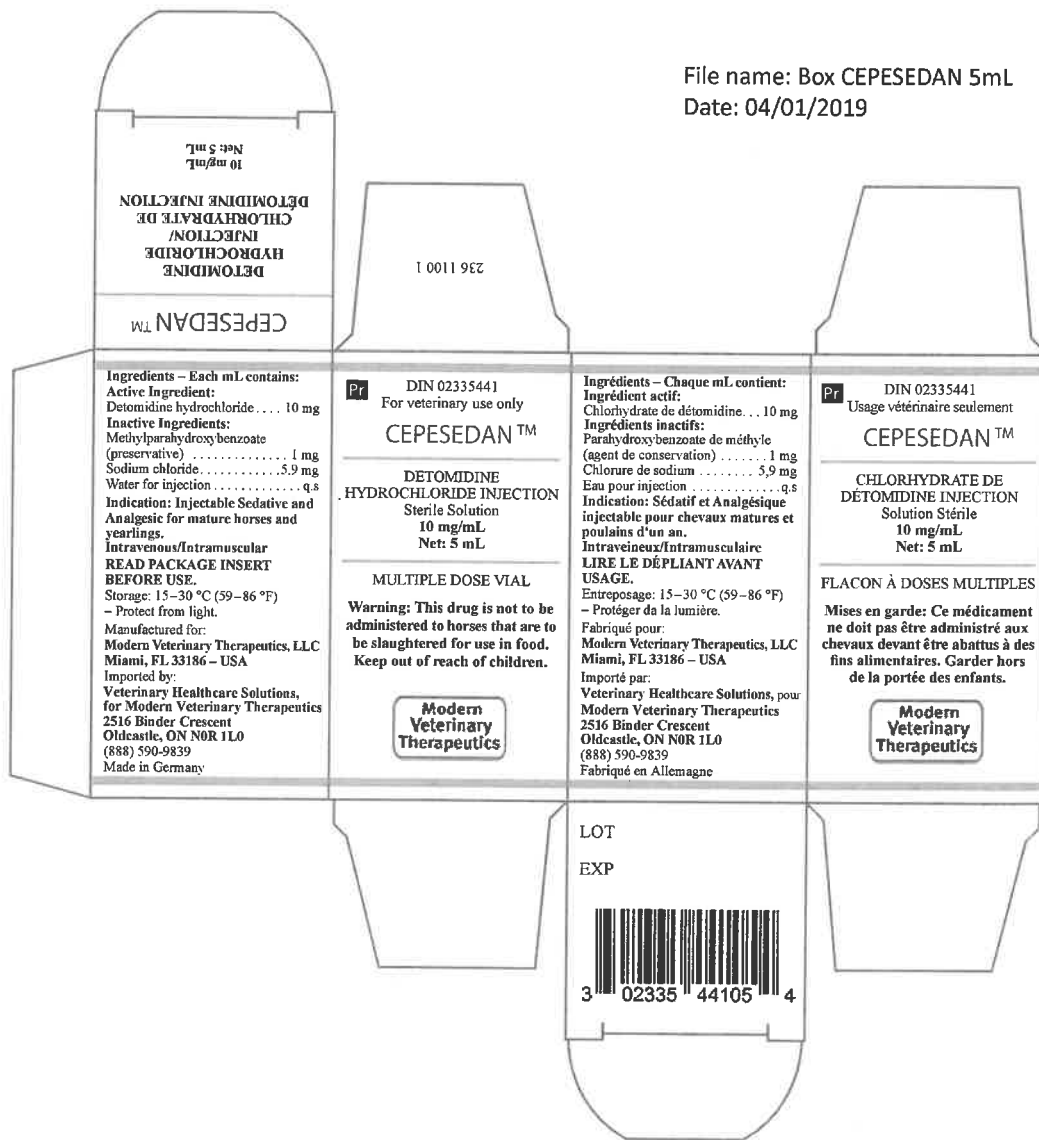 File name: Box CEPESEDAN 5mL
Date: 04/01/2019
CEPESEDAN™
DETOMIDINE
HYDROCHLORIDE
INJECTION/
CHLORHYDRATE DE
DÉTOMIDINE INJECTION
10 mg/mL
Net: 5 mL
236 1100 1
Ingredients – Each mL contains:
Active Ingredient:
Detomidine hydrochloride .... 10 mg
Inactive Ingredients:
Methylparahydroxybenzoate
(preservative) ............. 1 mg
Sodium chloride ............ 5.9 mg
Water for injection ............ q.s
Indication: Injectable Sedative and
Analgesic for mature horses and
yearlings.
Intravenous/Intramuscular
READ PACKAGE INSERT
BEFORE USE.
Storage: 15–30 °C (59–86 °F)
– Protect from light.
Manufactured for:
Modern Veterinary Therapeutics, LLC
Miami, FL 33186 – USA
Imported by:
Veterinary Healthcare Solutions,
for Modern Veterinary Therapeutics
2516 Binder Crescent
Oldcastle, ON N0R 1L0
(888) 590-9839
Made in Germany
Pr DIN 02335441
For veterinary use only
CEPESEDAN™
DETOMIDINE
HYDROCHLORIDE INJECTION
Sterile Solution
10 mg/mL
Net: 5 mL
MULTIPLE DOSE VIAL
Warning: This drug is not to be
administered to horses that are to
be slaughtered for use in food.
Keep out of reach of children.
Modern
Veterinary
Therapeutics
Ingrédients – Chaque mL contient:
Ingrédient actif:
Chlorhydrate de détomidine... 10 mg
Ingrédients inactifs:
Parahydroxybenzoate de méthyle
(agent de conservation) ....... 1 mg
Chlorure de sodium ........ 5,9 mg
Eau pour injection ............. q.s
Indication: Sédatif et Analgésique
injectable pour chevaux matures et
poulains d'un an.
Intraveineux/Intramusculaire
LIRE LE DÉPLIANT AVANT
USAGE.
Entreposage: 15–30 °C (59–86 °F)
– Protéger da la lumière.
Fabriqué pour:
Modern Veterinary Therapeutics, LLC
Miami, FL 33186 – USA
Importé par:
Veterinary Healthcare Solutions, pour
Modern Veterinary Therapeutics
2516 Binder Crescent
Oldcastle, ON N0R 1L0
(888) 590-9839
Fabriqué en Allemagne
Pr DIN 02335441
Usage vétérinaire seulement
CEPESEDAN™
CHLORHYDRATE DE
DÉTOMIDINE INJECTION
Solution Stérile
10 mg/mL
Net: 5 mL
FLACON À DOSES MULTIPLES
Mises en garde: Ce médicament
ne doit pas être administré aux
chevaux devant être abattus à des
fins alimentaires. Garder hors
de la portée des enfants.
Modern
Veterinary
Therapeutics
LOT
EXP
3 02335 44105 4